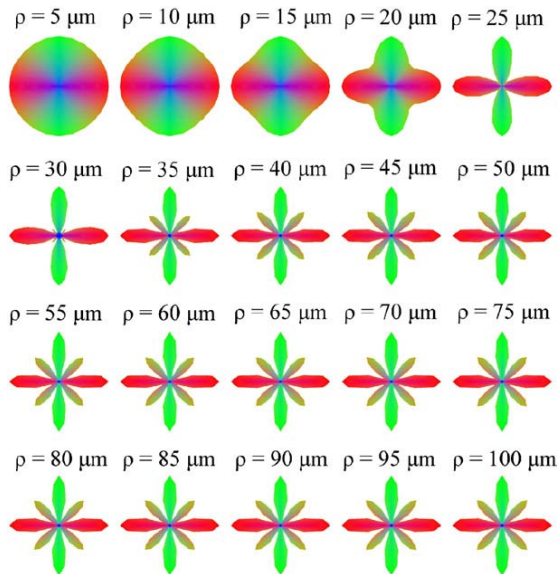 ρ = 5 μm ρ = 10 μm ρ = 15 μm ρ = 20 μm ρ = 25 μm
ρ = 30 μm ρ = 35 μm ρ = 40 μm ρ = 45 μm ρ = 50 μm
ρ = 55 μm ρ = 60 μm ρ = 65 μm ρ = 70 μm ρ = 75 μm
ρ = 80 μm ρ = 85 μm ρ = 90 μm ρ = 95 μm ρ = 100 μm